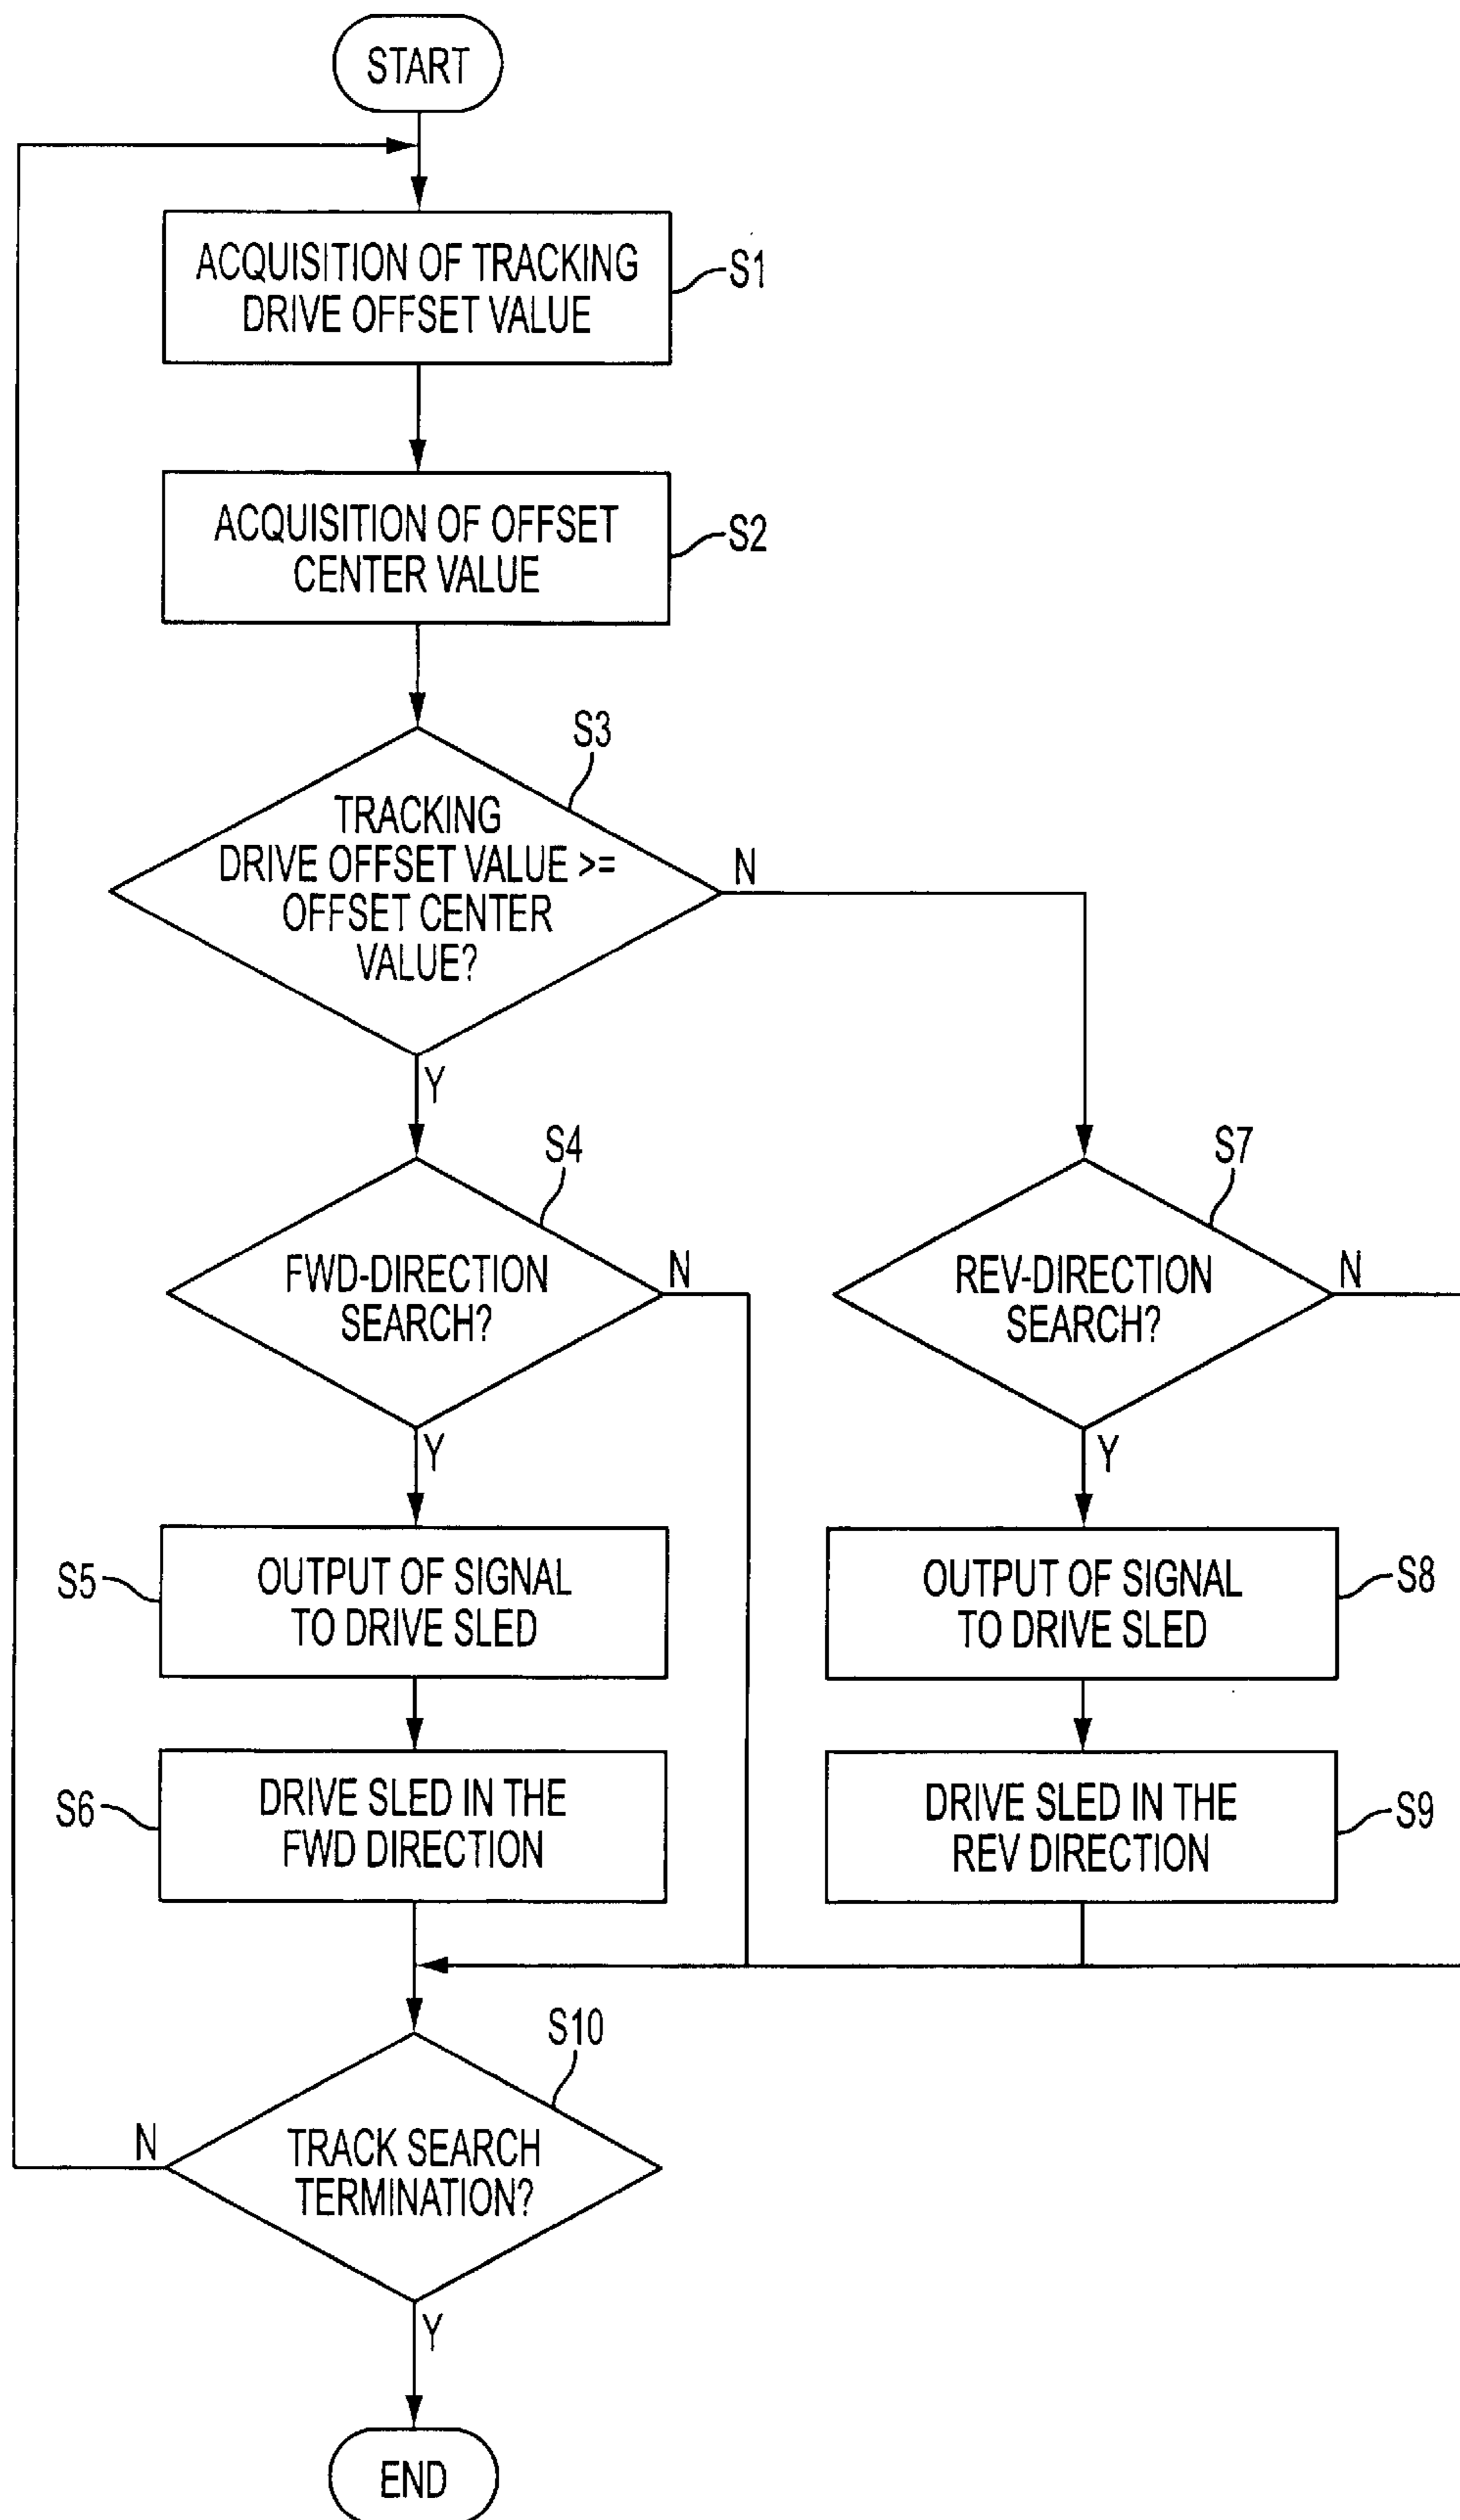 START
ACQUISITION OF TRACKING
DRIVE OFFSET VALUE
S1
ACQUISITION OF OFFSET
CENTER VALUE
S2
S3
TRACKING
DRIVE OFFSET VALUE >=
OFFSET CENTER
VALUE?
N
Y
S4
FWD-DIRECTION
SEARCH?
N
Y
S7
REV-DIRECTION
SEARCH?
N
Y
S5
OUTPUT OF SIGNAL
TO DRIVE SLED
OUTPUT OF SIGNAL
TO DRIVE SLED
S8
S6
DRIVE SLED IN THE
FWD DIRECTION
DRIVE SLED IN THE
REV DIRECTION
S9
S10
N
TRACK SEARCH
TERMINATION?
Y
END